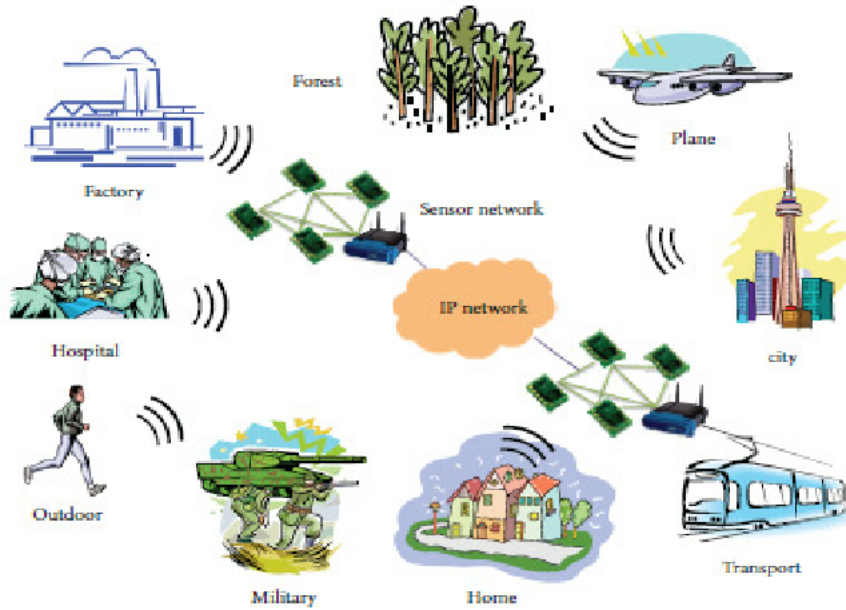 Forest
Plane
Factory
Sensor network
IP network
Hospital
city
Outdoor
Military
Home
Transport